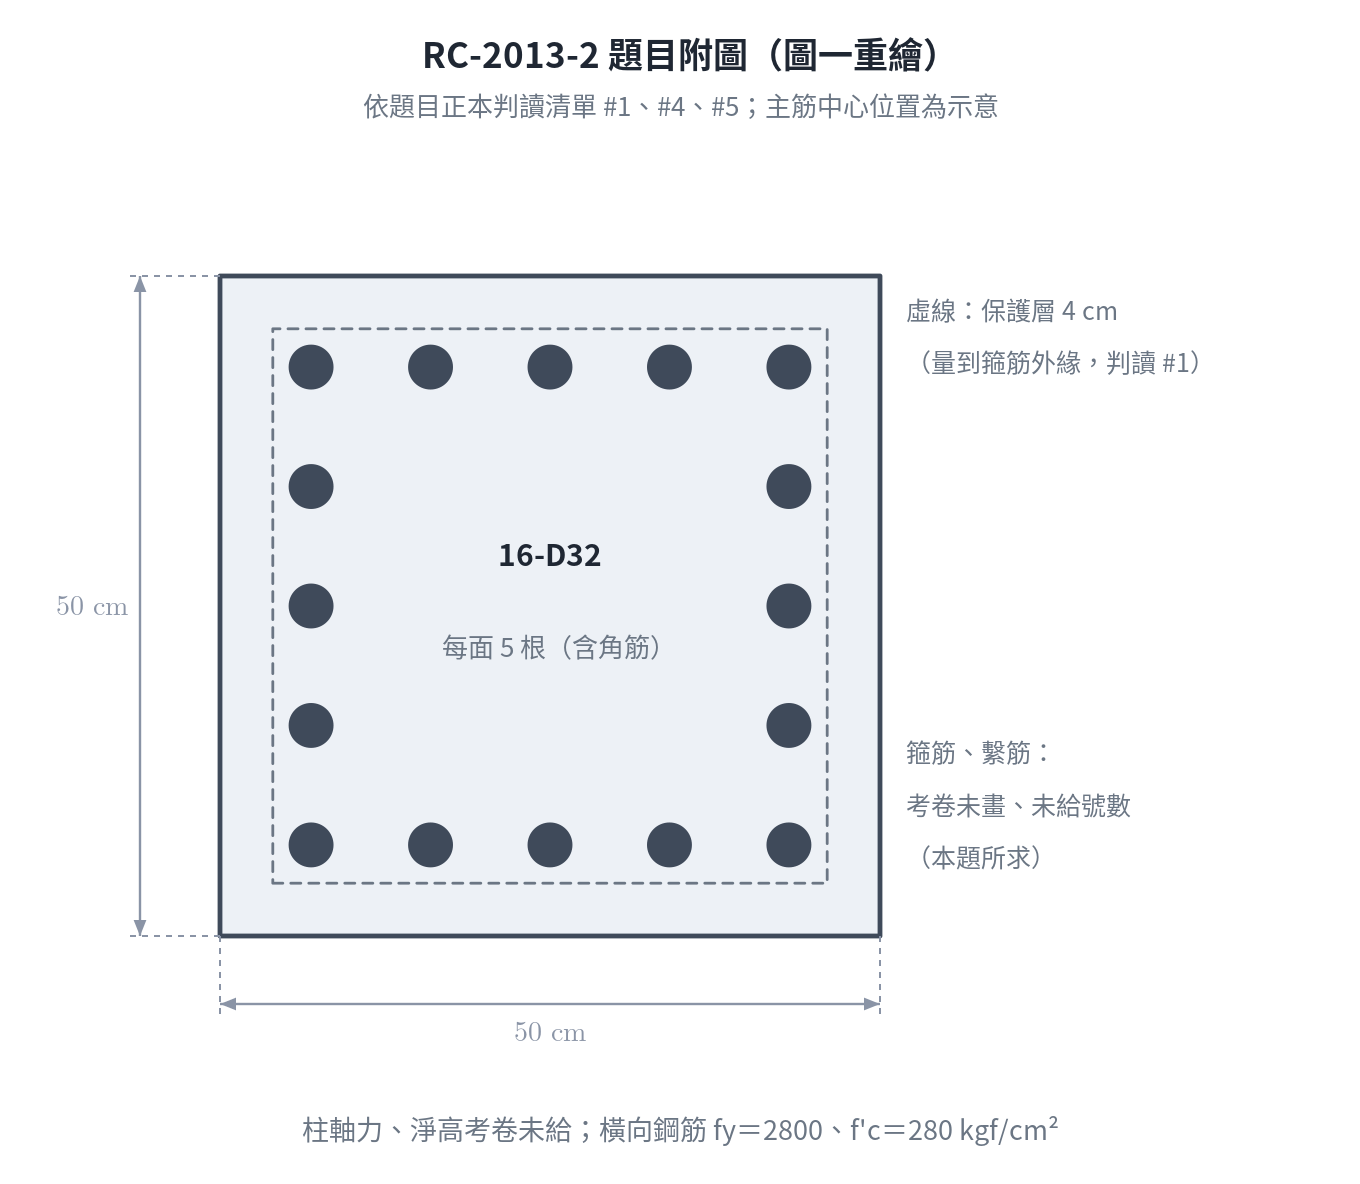 RC-2013-2 題目附圖（圖一重繪）
依題目正本判讀清單 #1、#4、#5；主筋中心位置為示意
虛線：保護層 4 cm
（量到箍筋外緣，判讀 #1）
16-D32
50 cm
每面 5 根（含角筋）
箍筋、繫筋：
考卷未畫、未給號數
（本題所求）
50 cm
柱軸力、淨高考卷未給；橫向鋼筋 fy＝2800、f'c＝280 kgf/cm²